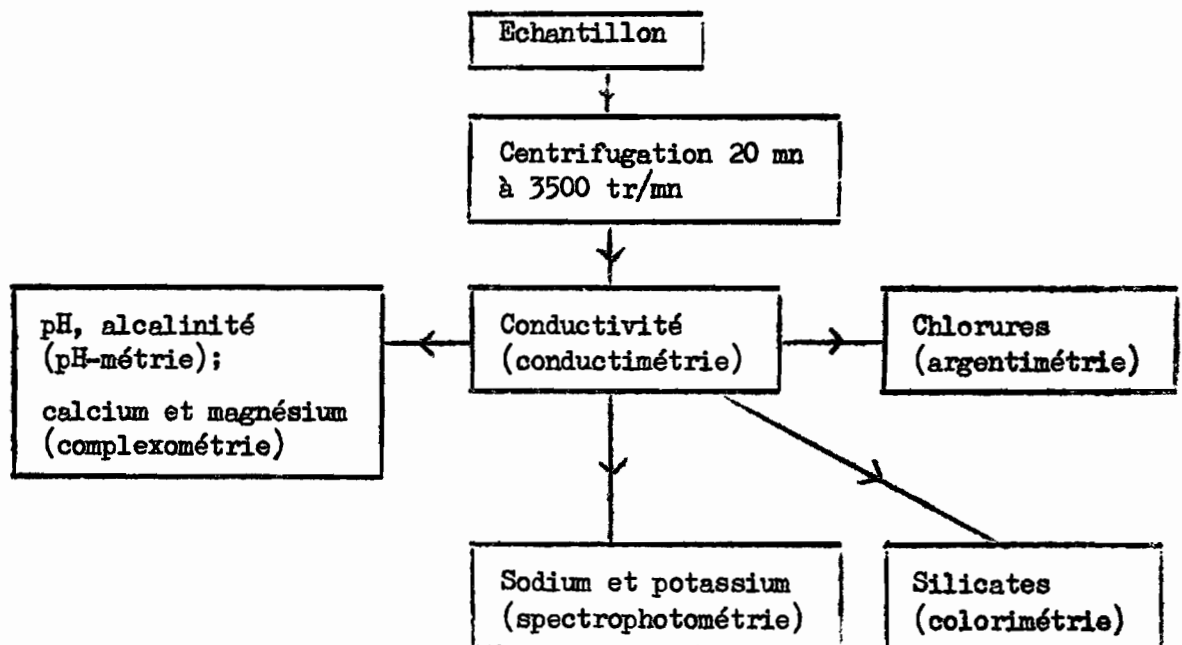 Echantillon
Centrifugation 20 mn
à 3500 tr/mn
pH, alcalinité
(pH-métrie);
calcium et magnésium
(complexométrie)
Conductivité
(conductimétrie)
Chlorures
(argentimétrie)
Sodium et potassium
(spectrophotométrie)
Silicates
(colorimétrie)